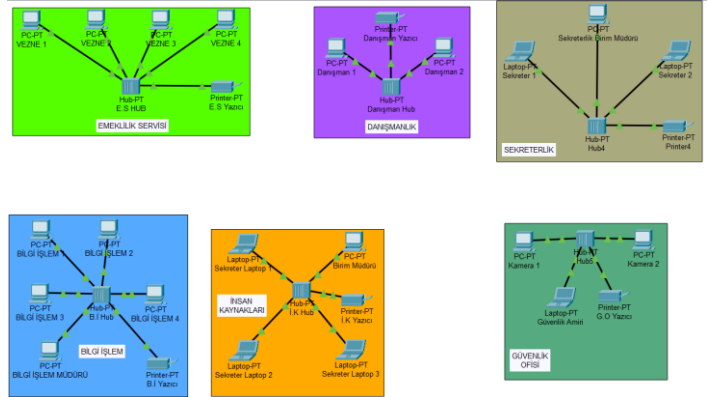 PC-PT
VEZNE 1
PC-PT
VEZNE 2
PC-PT
VEZNE 3
PC-PT
VEZNE 4
Hub-PT
E.S HUB
Printer-PT
E.S Yazıcı
EMEKLİLİK SERVİSİ
Printer-PT
Danışman Yazıcı
PC-PT
Danışman 1
PC-PT
Danışman 2
Hub-PT
Danışman Hub
DANIŞMANLIK
PC-PT
Sekreterlik Birim Müdürü
Laptop-PT
Sekreter 1
Laptop-PT
Sekreter 2
Hub-PT
Hub4
Printer-PT
Printer4
SEKRETERLİK
PC-PT
BİLGİ İŞLEM 1
PC-PT
BİLGİ İŞLEM 2
PC-PT
BİLGİ İŞLEM 3
Hub-PT
B.İ Hub
PC-PT
BİLGİ İŞLEM 4
BİLGİ İŞLEM
PC-PT
BİLGİ İŞLEM MÜDÜRÜ
Printer-PT
B.İ Yazıcı
Laptop-PT
Sekreter Laptop 1
PC-PT
Birim Müdürü
İNSAN
KAYNAKLARI
Hub-PT
İ.K Hub
Printer-PT
İ.K Yazıcı
Laptop-PT
Sekreter Laptop 2
Laptop-PT
Sekreter Laptop 3
PC-PT
Kamera 1
Hub-PT
Hub5
PC-PT
Kamera 2
Laptop-PT
Güvenlik Amiri
Printer-PT
G.O Yazıcı
GÜVENLİK
OFİSİ